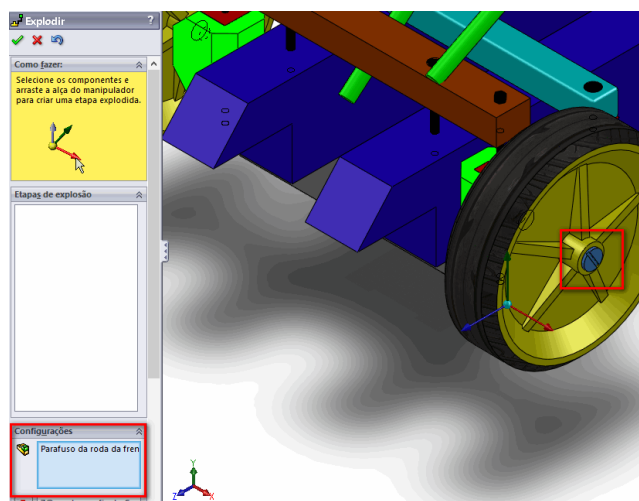 Explodir ?
Como fazer:
Selecione os componentes e
arraste a alça do manipulador
para criar uma etapa explodida.
Etapas de explosão
Configurações
Parafuso da roda da fren
Y
Z
X